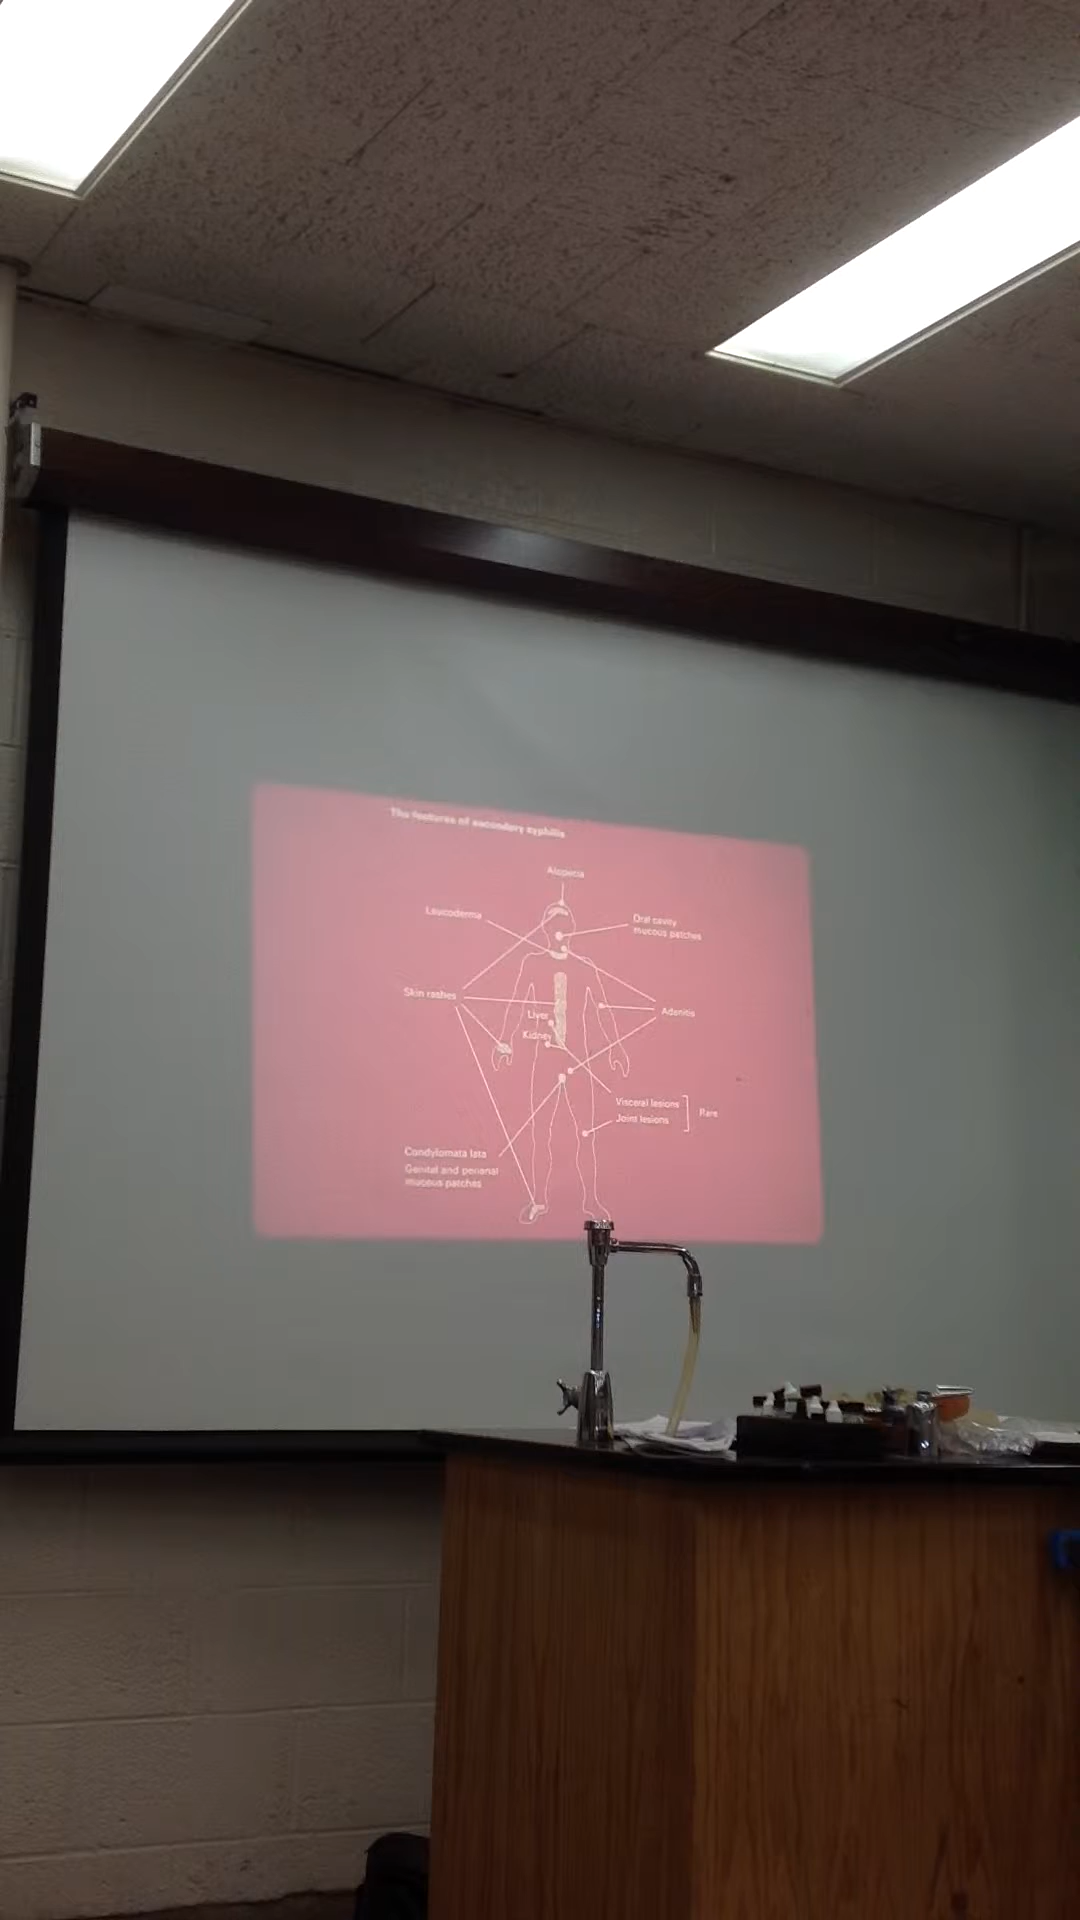 The features of secondary syphilis
Alopecia
Leucoderma
Oral cavity
mucous patches
Skin rashes
Adenitis
Liver
Kidney
Visceral lesions
Joint lesions
Rare
Condylomata lata
Genital and perianal
mucous patches